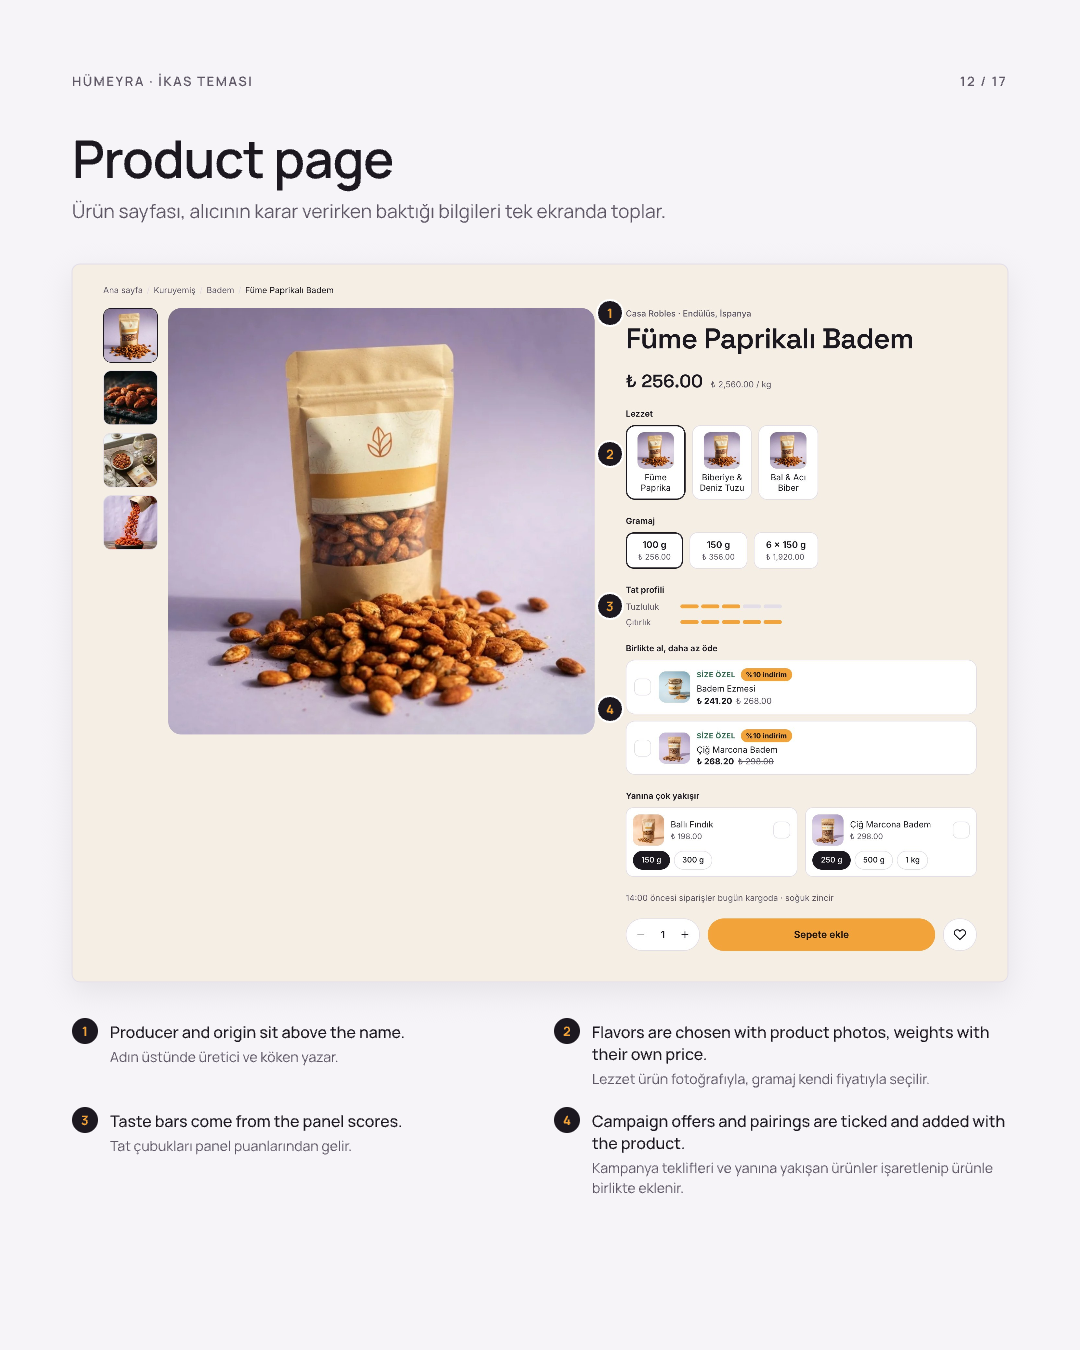 HÜMEYRA · İKAS TEMASI
12 / 17
Product page
Ürün sayfası, alıcının karar verirken baktığı bilgileri tek ekranda toplar.
Ana sayfa / Kuruyemiş / Badem / Füme Paprikalı Badem
1
Casa Robles · Endülüs, İspanya
Füme Paprikalı Badem
₺ 256.00 ₺ 2,560.00 / kg
Lezzet
2
Füme
Paprika
Biberiye &
Deniz Tuzu
Bal & Acı
Biber
Gramaj
100 g
₺ 256.00
150 g
₺ 356.00
6 × 150 g
₺ 1,920.00
Tat profili
3
Tuzluluk
Çıtırlık
Birlikte al, daha az öde
SİZE ÖZEL %10 indirim
Badem Ezmesi
₺ 241.20 ₺ 268.00
4
SİZE ÖZEL %10 indirim
Çiğ Marcona Badem
₺ 268.20 ₺ 298.00
Yanına çok yakışır
Ballı Fındık
₺ 198.00
150 g 300 g
Çiğ Marcona Badem
₺ 298.00
250 g 500 g 1 kg
14:00 öncesi siparişler bugün kargoda · soğuk zincir
− 1 +
Sepete ekle
1 Producer and origin sit above the name.
Adın üstünde üretici ve köken yazar.
2 Flavors are chosen with product photos, weights with
their own price.
Lezzet ürün fotoğrafıyla, gramaj kendi fiyatıyla seçilir.
3 Taste bars come from the panel scores.
Tat çubukları panel puanlarından gelir.
4 Campaign offers and pairings are ticked and added with
the product.
Kampanya teklifleri ve yanına yakışan ürünler işaretlenip ürünle
birlikte eklenir.